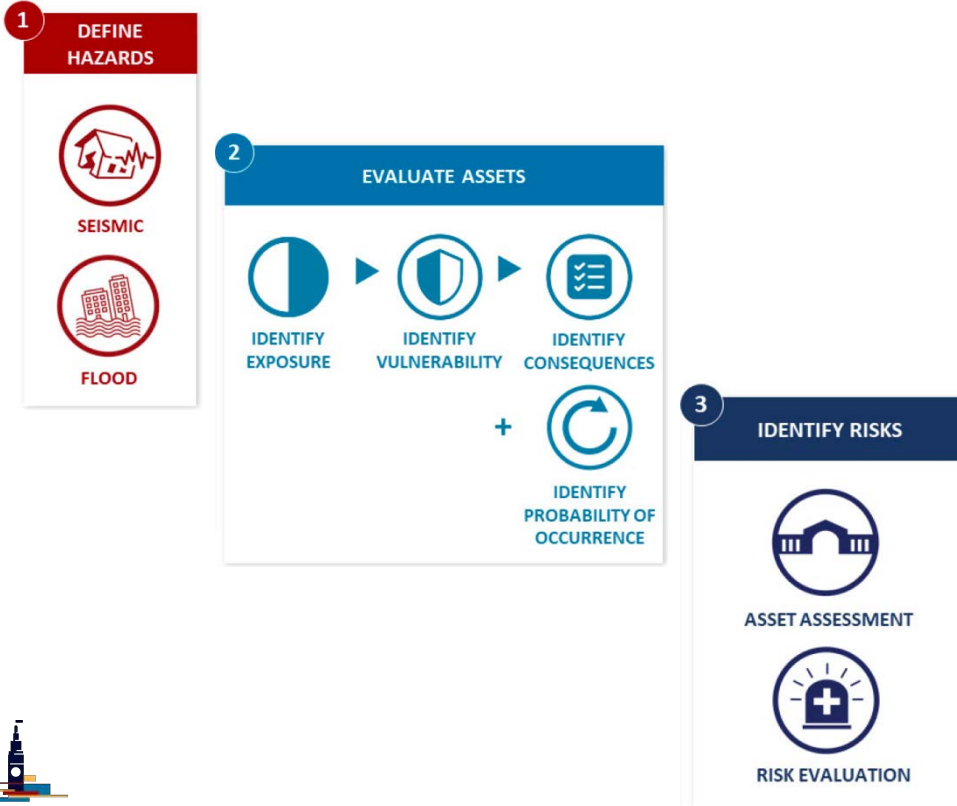 1
DEFINE
HAZARDS
SEISMIC
FLOOD
2
EVALUATE ASSETS
IDENTIFY
EXPOSURE
IDENTIFY
VULNERABILITY
IDENTIFY
CONSEQUENCES
+
IDENTIFY
PROBABILITY OF
OCCURRENCE
3
IDENTIFY RISKS
ASSET ASSESSMENT
RISK EVALUATION